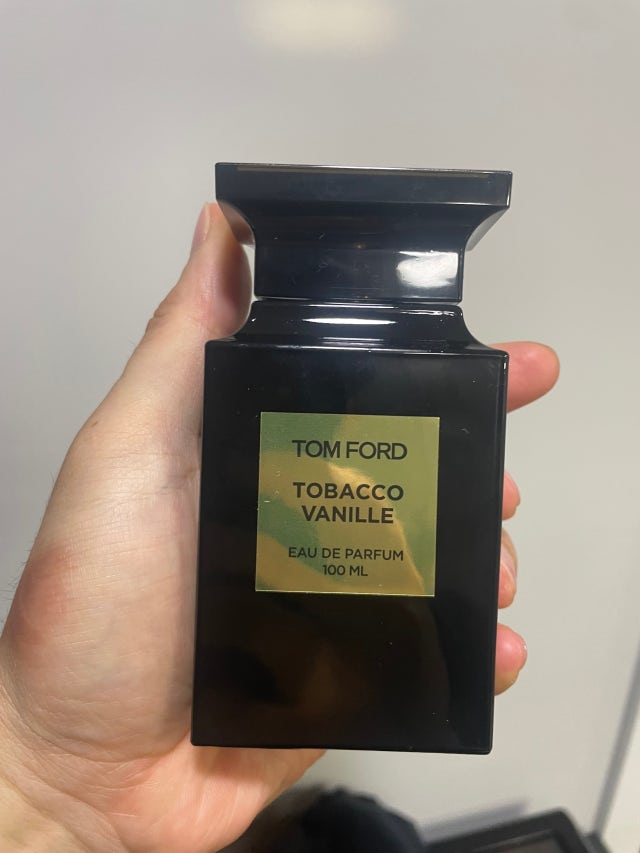 TOM FORD
TOBACCO
VANILLE
EAU DE PARFUM
100 ML